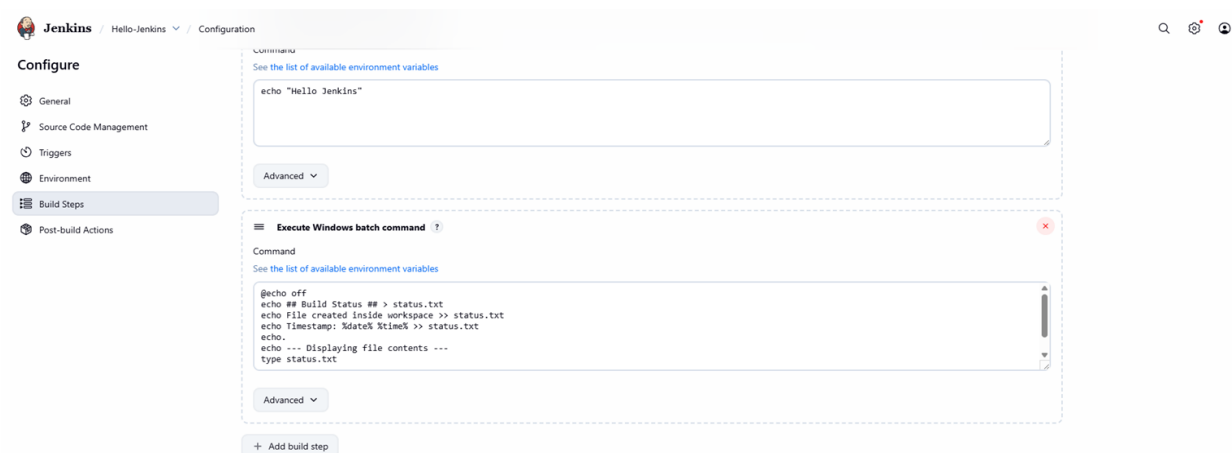 Jenkins / Hello-Jenkins / Configuration
Configure
General
Source Code Management
Triggers
Environment
Build Steps
Post-build Actions
Command
See the list of available environment variables
echo "Hello Jenkins"
Advanced
Execute Windows batch command ?
Command
See the list of available environment variables
@echo off
echo ## Build Status ## > status.txt
echo File created inside workspace >> status.txt
echo Timestamp: %date% %time% >> status.txt
echo.
echo --- Displaying file contents ---
type status.txt
Advanced
+ Add build step